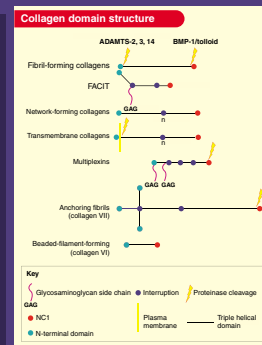 Collagen domain structure
ADAMTS-2, 3, 14 BMP-1/tolloid
Fibril-forming collagens
FACIT
GAG
Network-forming collagens
n
Transmembrane collagens
n
Multiplexins
GAG GAG
Anchoring fibrils
(collagen VII)
Beaded-filament-forming
(collagen VI)
Key
Glycosaminoglycan side chain
GAG
Interruption
Proteinase cleavage
NC1
N-terminal domain
Plasma
membrane
Triple helical
domain